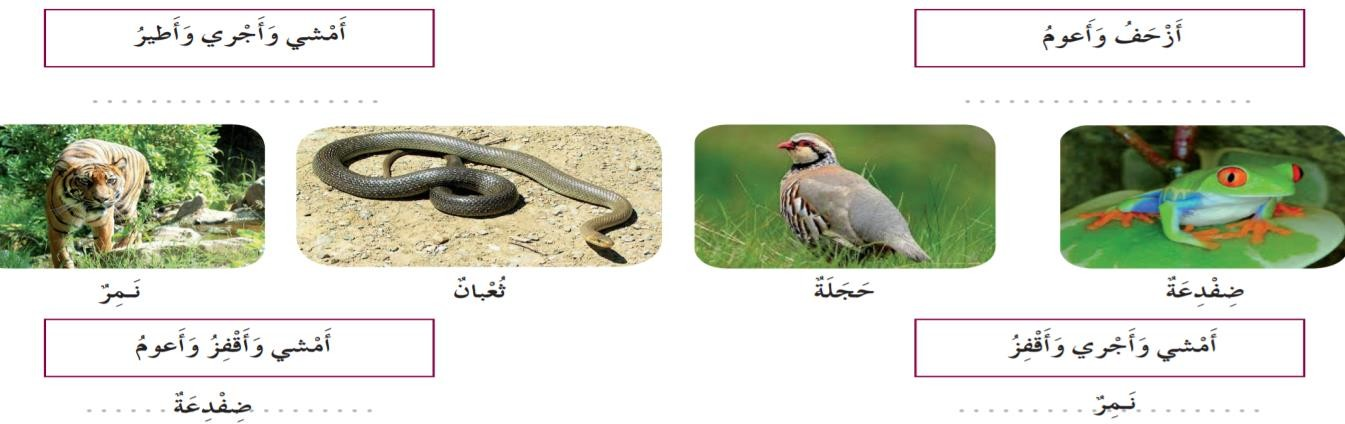 أَزْحَفُ وَأَعومُ
أَمْشي وَأَجْري وَأَطيرُ
ضِفْدِعَةٌ
حَجَلَةٌ
ثُعْبانٌ
نَـمِرٌ
أَمْشي وَأَجْري وَأَقْفِزُ
أَمْشي وَأَقْفِزُ وَأَعومُ
نَـمِرٌ
ضِفْدِعَةٌ